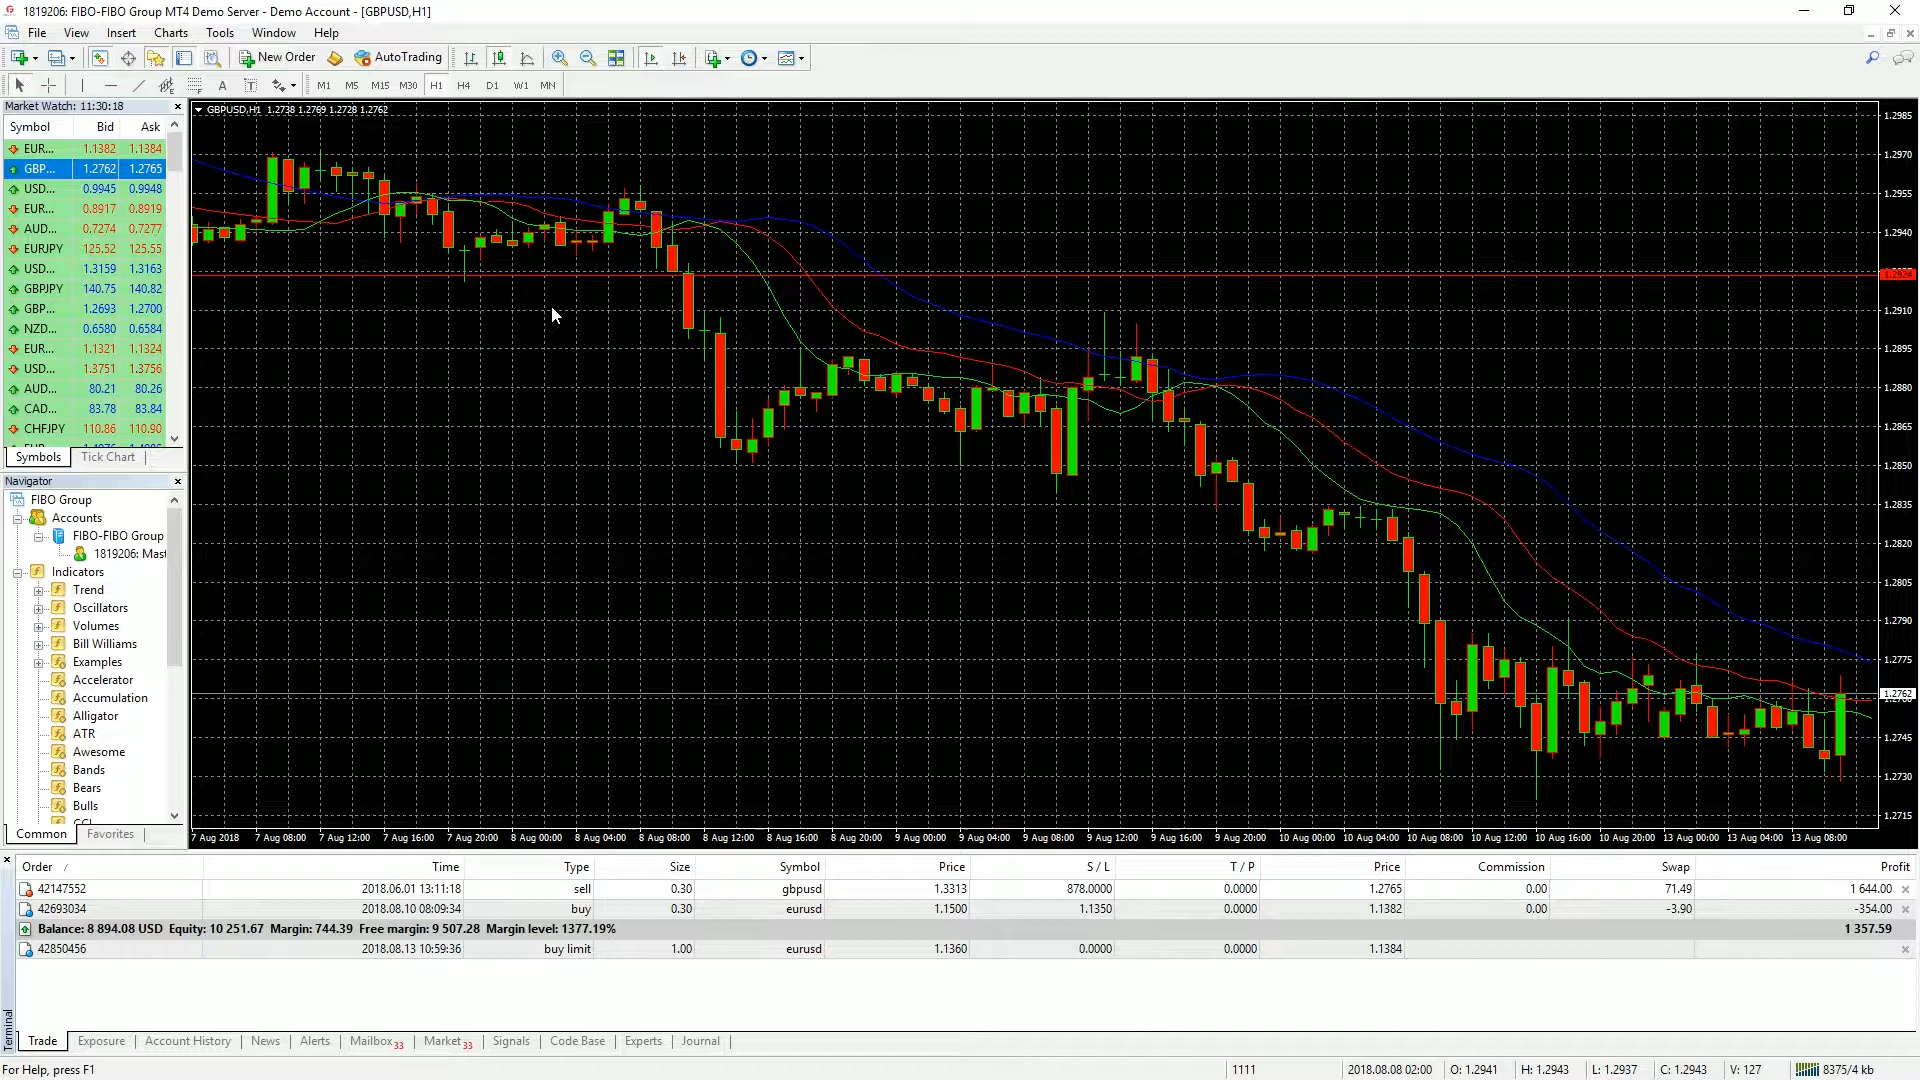 1819206: FIBO-FIBO Group MT4 Demo Server - Demo Account - [GBPUSD,H1]
File View Insert Charts Tools Window Help
New Order AutoTrading
A T M1 M5 M15 M30 H1 H4 D1 W1 MN
Market Watch: 11:30:18
Symbol Bid Ask
EUR... 1.1382 1.1384
GBP... 1.2762 1.2765
USD... 0.9945 0.9948
EUR... 0.8917 0.8919
AUD... 0.7274 0.7277
EURJPY 125.52 125.55
USD... 1.3159 1.3163
GBPJPY 140.75 140.82
GBP... 1.2693 1.2700
NZD... 0.6580 0.6584
EUR... 1.1321 1.1324
USD... 1.3751 1.3756
AUD... 80.21 80.26
CAD... 83.78 83.84
CHFJPY 110.86 110.90
Symbols Tick Chart
Navigator
FIBO Group
Accounts
FIBO-FIBO Group
1819206: Mast
Indicators
Trend
Oscillators
Volumes
Bill Williams
Examples
Accelerator
Accumulation
Alligator
ATR
Awesome
Bands
Bears
Bulls
Common Favorites
GBPUSD,H1 1.2738 1.2769 1.2728 1.2762
1.2985
1.2970
1.2955
1.2940
1.2924
1.2910
1.2895
1.2880
1.2865
1.2850
1.2835
1.2820
1.2805
1.2790
1.2775
1.2762
1.2745
1.2730
1.2715
7 Aug 2018 7 Aug 08:00 7 Aug 12:00 7 Aug 16:00 7 Aug 20:00 8 Aug 00:00 8 Aug 04:00 8 Aug 08:00 8 Aug 12:00 8 Aug 16:00 8 Aug 20:00 9 Aug 00:00 9 Aug 04:00 9 Aug 08:00 9 Aug 12:00 9 Aug 16:00 9 Aug 20:00 10 Aug 00:00 10 Aug 04:00 10 Aug 08:00 10 Aug 12:00 10 Aug 16:00 10 Aug 20:00 13 Aug 00:00 13 Aug 04:00 13 Aug 08:00
Order / Time Type Size Symbol Price S / L T / P Price Commission Swap Profit
42147552 2018.06.01 13:11:18 sell 0.30 gbpusd 1.3313 878.0000 0.0000 1.2765 0.00 71.49 1 644.00
42693034 2018.08.10 08:09:34 buy 0.30 eurusd 1.1500 1.1350 0.0000 1.1382 0.00 -3.90 -354.00
Balance: 8 894.08 USD Equity: 10 251.67 Margin: 744.39 Free margin: 9 507.28 Margin level: 1377.19% 1 357.59
42850456 2018.08.13 10:59:36 buy limit 1.00 eurusd 1.1360 0.0000 0.0000 1.1384
Terminal
Trade Exposure Account History News Alerts Mailbox 33 Market 33 Signals Code Base Experts Journal
For Help, press F1 1111 2018.08.08 02:00 O: 1.2941 H: 1.2943 L: 1.2937 C: 1.2943 V: 127 8375/4 kb